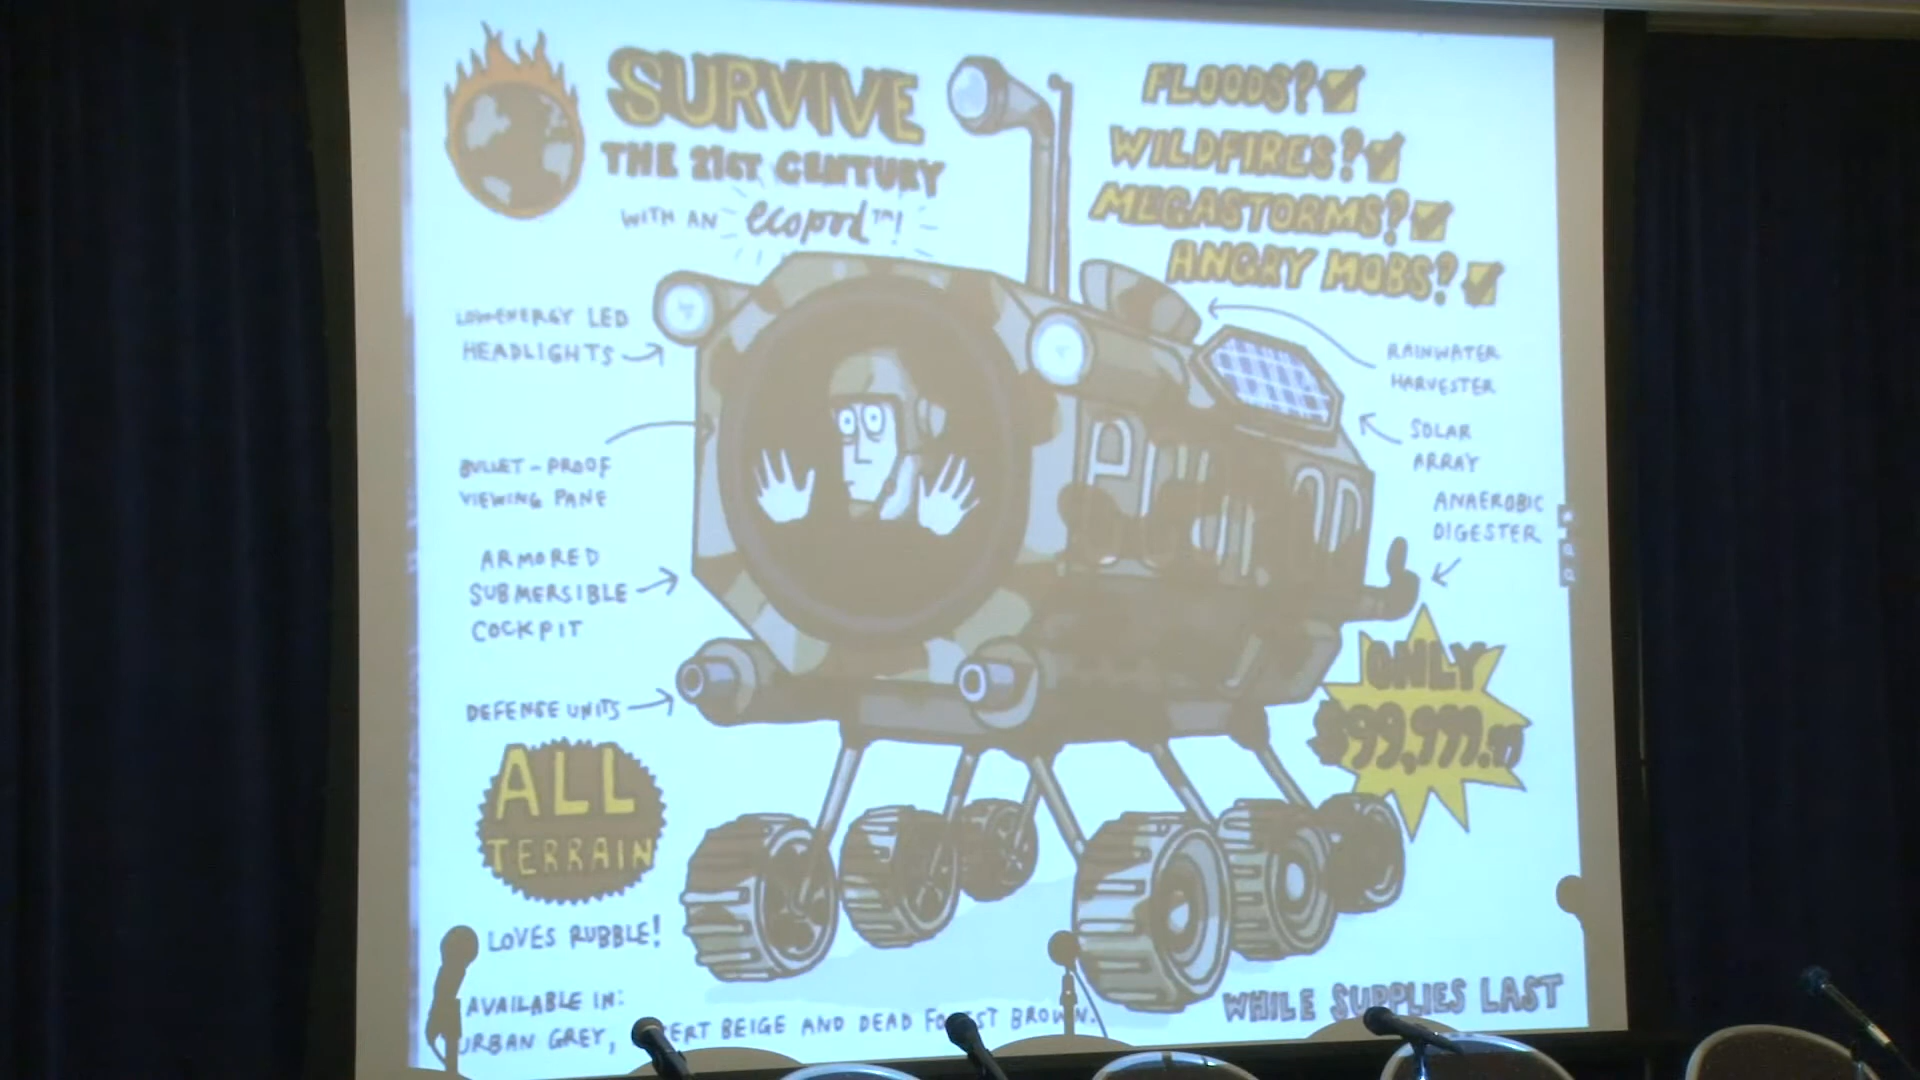 SURVIVE
THE 21ST CENTURY
WITH AN ecopod™!
FLOODS?
WILDFIRES?
MEGASTORMS?
ANGRY MOBS?
LOW-ENERGY LED
HEADLIGHTS
BULLET-PROOF
VIEWING PANE
ARMORED
SUBMERSIBLE
COCKPIT
DEFENSE UNITS
RAINWATER
HARVESTER
SOLAR
ARRAY
ANAEROBIC
DIGESTER
ONLY
ALL
TERRAIN
LOVES RUBBLE!
AVAILABLE IN:
URBAN GREY, BEIGE AND DEAD FOREST BROWN.
WHILE SUPPLIES LAST